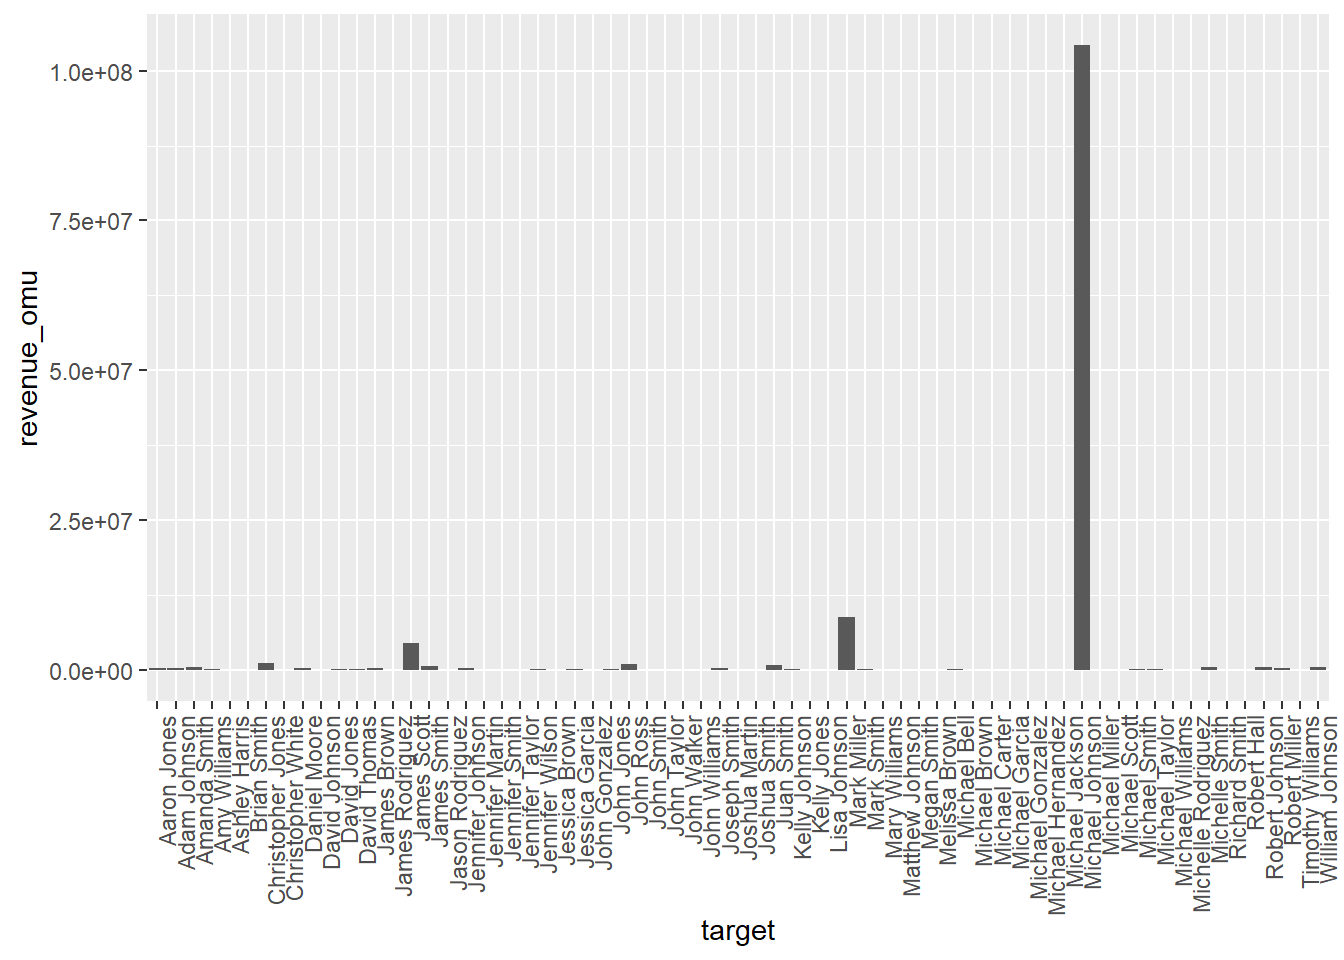 1.0e+08
7.5e+07
5.0e+07
2.5e+07
0.0e+00
revenue_omu
Aaron Jones
Adam Johnson
Amanda Smith
Amy Williams
Ashley Harris
Brian Smith
Christopher Jones
Christopher White
Daniel Moore
David Johnson
David Jones
David Thomas
James Brown
James Rodriguez
James Scott
James Smith
Jason Rodriguez
Jennifer Johnson
Jennifer Martin
Jennifer Smith
Jennifer Taylor
Jennifer Wilson
Jessica Brown
Jessica Garcia
John Gonzalez
John Jones
John Ross
John Smith
John Taylor
John Walker
John Williams
Joseph Smith
Joshua Martin
Joshua Smith
Juan Smith
Kelly Johnson
Kelly Jones
Lisa Johnson
Mark Miller
Mark Smith
Mary Williams
Matthew Johnson
Megan Smith
Melissa Brown
Michael Bell
Michael Brown
Michael Carter
Michael Garcia
Michael Gonzalez
Michael Hernandez
Michael Jackson
Michael Johnson
Michael Miller
Michael Scott
Michael Smith
Michael Taylor
Michael Williams
Michelle Rodriguez
Michelle Smith
Richard Smith
Robert Hall
Robert Johnson
Robert Miller
Timothy Williams
William Johnson
target